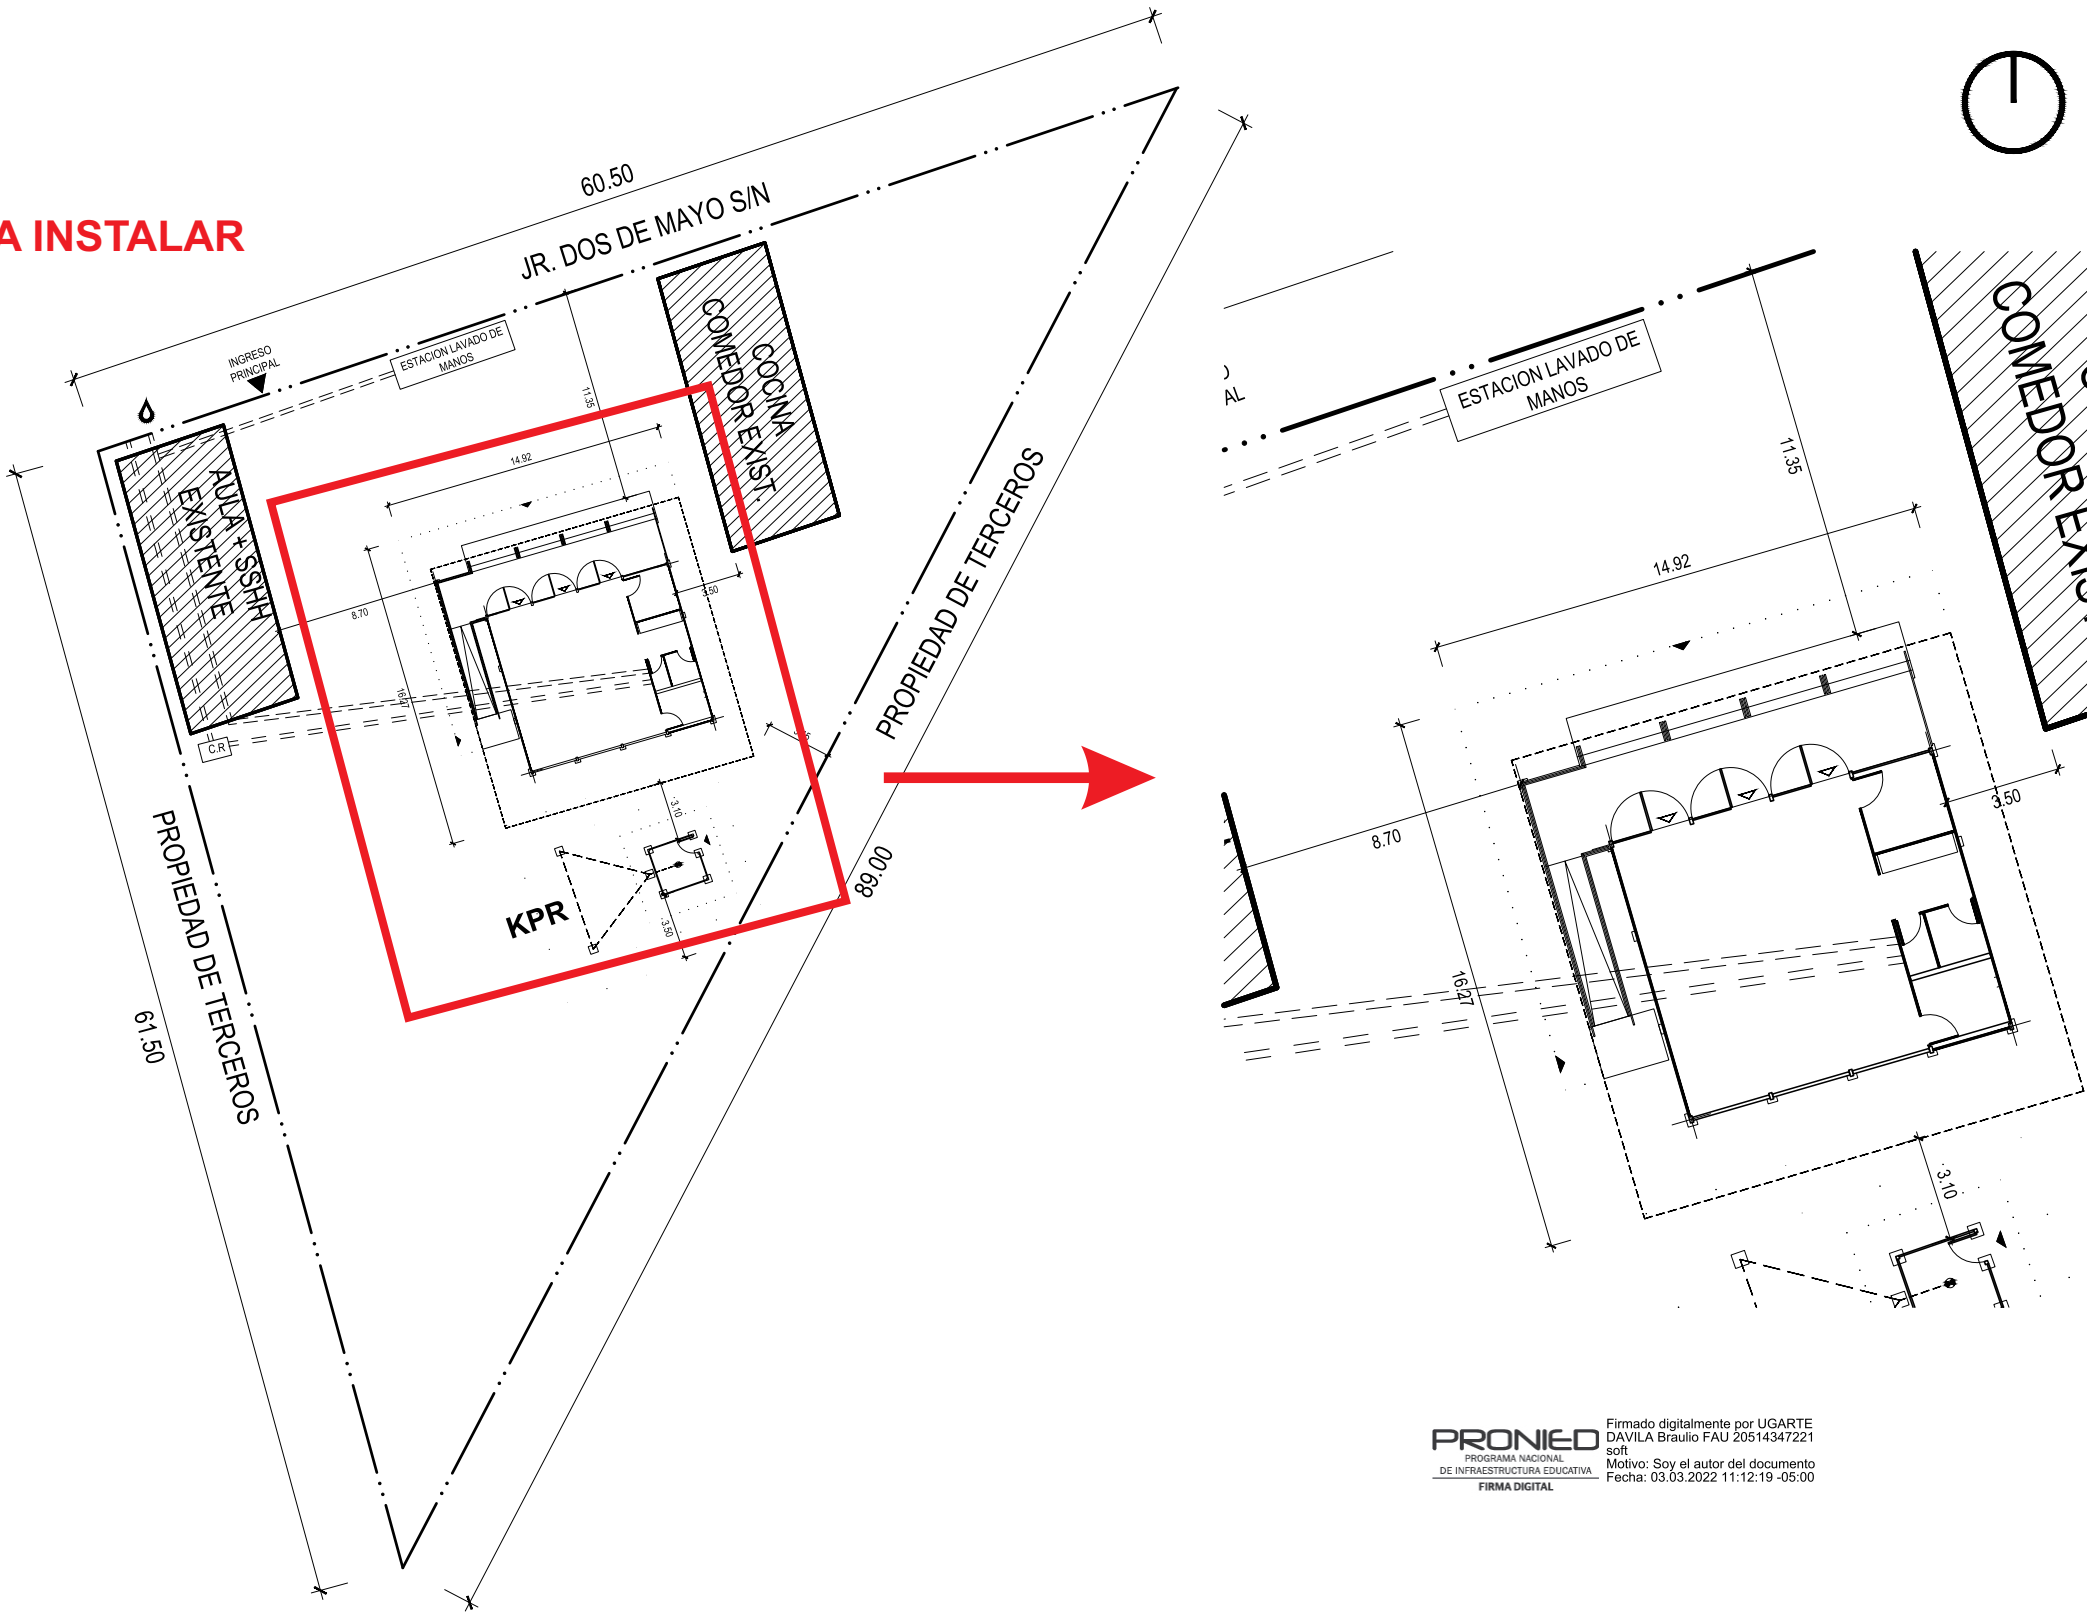 A INSTALAR
60.50
JR. DOS DE MAYO S/N
INGRESO
PRINCIPAL
ESTACION LAVADO DE
MANOS
11.35
COCINA
COMEDOR EXIST.
AULA + SSHH
EXISTENTE
14.92
8.70
3.50
16.27
C.R
PROPIEDAD DE TERCEROS
3.10
KPR
3.50
89.00
PROPIEDAD DE TERCEROS
61.50
AL
ESTACION LAVADO DE
MANOS
11.35
COMEDOR EXIS
14.92
8.70
3.50
16.27
3.10
PRONIED
PROGRAMA NACIONAL
DE INFRAESTRUCTURA EDUCATIVA
FIRMA DIGITAL
Firmado digitalmente por UGARTE
DAVILA Braulio FAU 20514347221
soft
Motivo: Soy el autor del documento
Fecha: 03.03.2022 11:12:19 -05:00